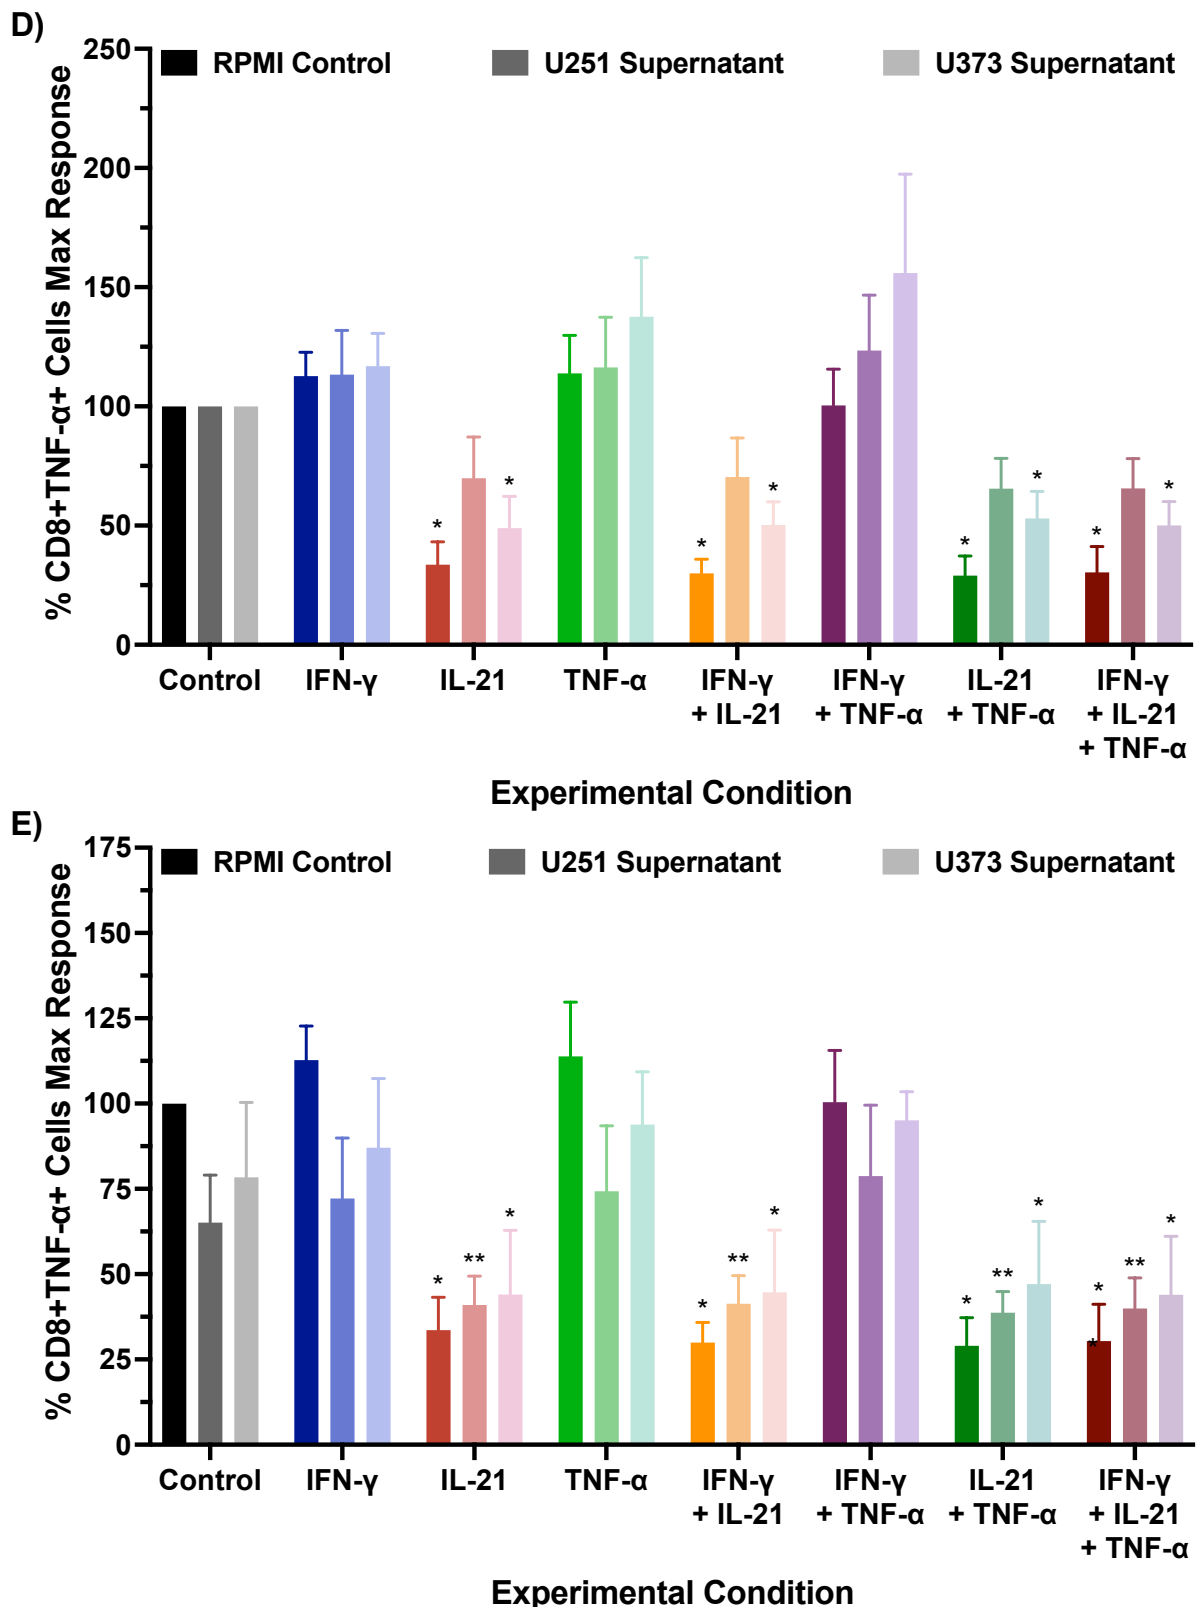 D)
% CD8+TNF-α+ Cells Max Response
RPMI Control
U251 Supernatant
U373 Supernatant
250
200
150
100
50
0
*
*
*
*
*
*
*
*
Control
IFN-γ
IL-21
TNF-α
IFN-γ
+ IL-21
IFN-γ
+ TNF-α
IL-21
+ TNF-α
IFN-γ
+ IL-21
+ TNF-α
Experimental Condition
E)
% CD8+TNF-α+ Cells Max Response
RPMI Control
U251 Supernatant
U373 Supernatant
175
150
125
100
75
50
25
0
*
**
*
*
**
*
*
**
*
*
*
**
*
Control
IFN-γ
IL-21
TNF-α
IFN-γ
+ IL-21
IFN-γ
+ TNF-α
IL-21
+ TNF-α
IFN-γ
+ IL-21
+ TNF-α
Experimental Condition